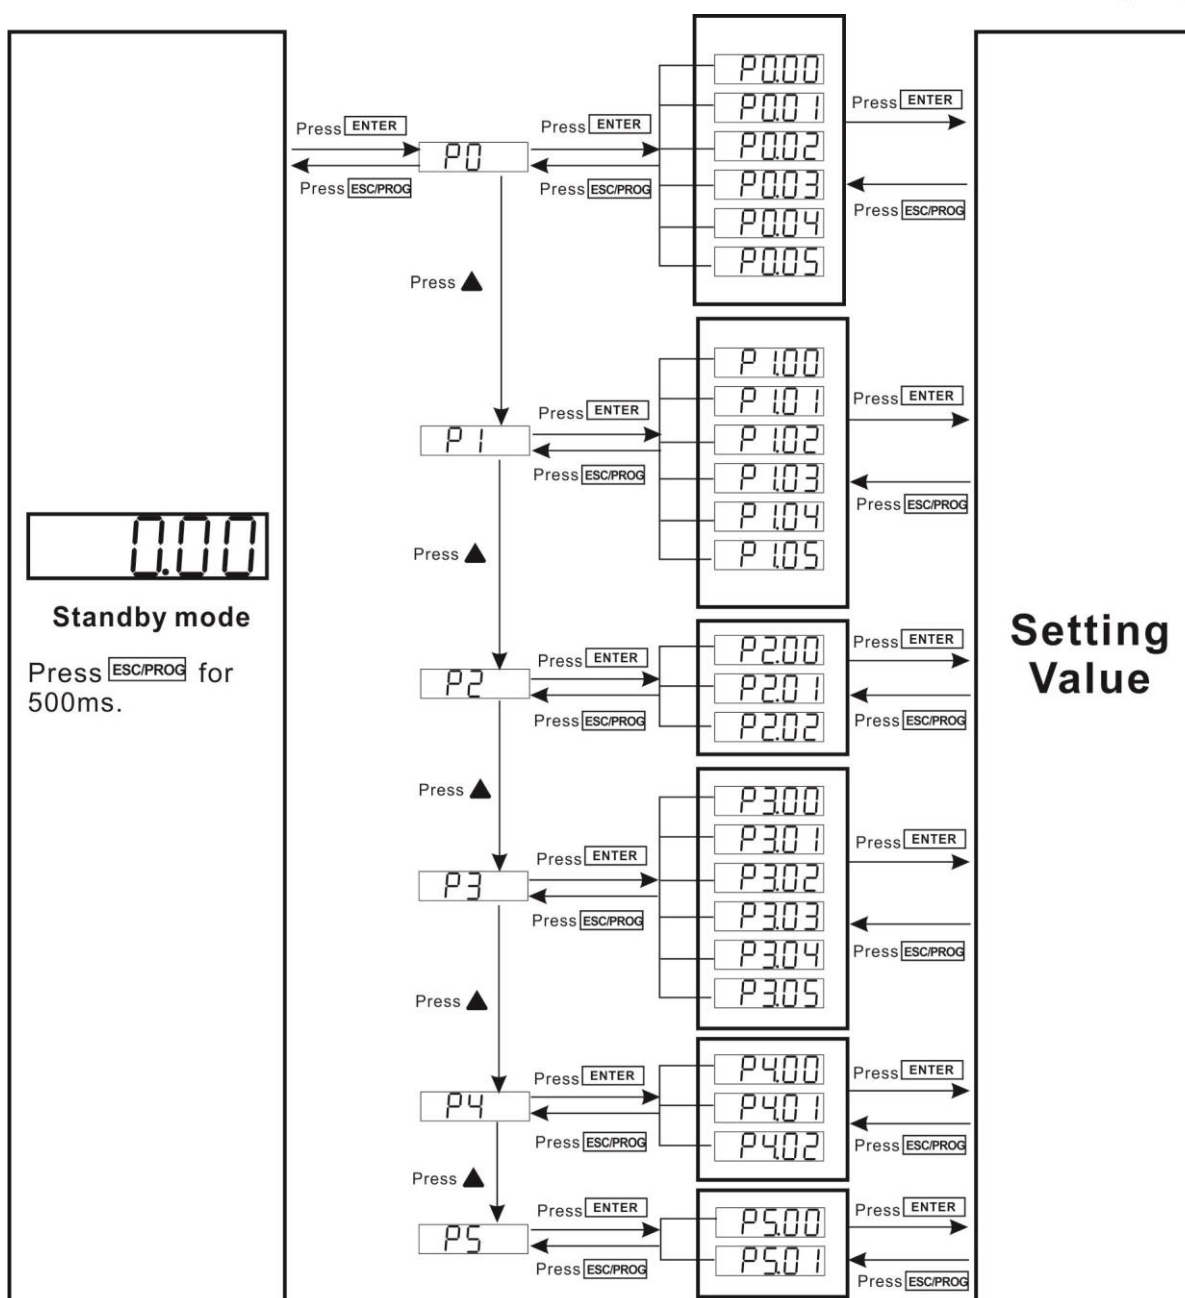 0.00
Standby mode
Press ESC/PROG for
500ms.
Press ENTER
Press ESC/PROG
P0
Press ENTER
Press ESC/PROG
P0.00
P0.01
P0.02
P0.03
P0.04
P0.05
Press ENTER
Press ESC/PROG
Press ▲
P1
Press ENTER
Press ESC/PROG
P1.00
P1.01
P1.02
P1.03
P1.04
P1.05
Press ENTER
Press ESC/PROG
Press ▲
P2
Press ENTER
Press ESC/PROG
P2.00
P2.01
P2.02
Press ENTER
Press ESC/PROG
Press ▲
P3
Press ENTER
Press ESC/PROG
P3.00
P3.01
P3.02
P3.03
P3.04
P3.05
Press ENTER
Press ESC/PROG
Press ▲
P4
Press ENTER
Press ESC/PROG
P4.00
P4.01
P4.02
Press ENTER
Press ESC/PROG
Press ▲
P5
Press ENTER
Press ESC/PROG
P5.00
P5.01
Press ENTER
Press ESC/PROG
Setting
Value